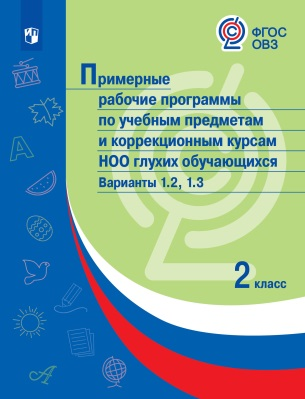 ФГОС
ОВЗ
Примерные
рабочие программы
по учебным предметам
и коррекционным курсам
НОО глухих обучающихся
Варианты 1.2, 1.3
2 класс